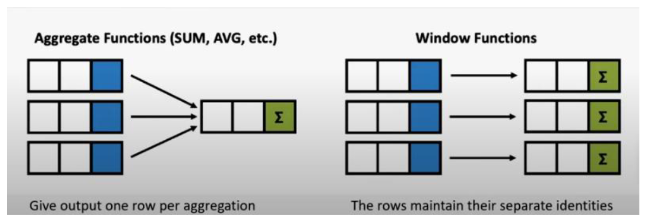 Aggregate Functions (SUM, AVG, etc.)
Window Functions
Σ
Σ
Σ
Σ
Give output one row per aggregation
The rows maintain their separate identities